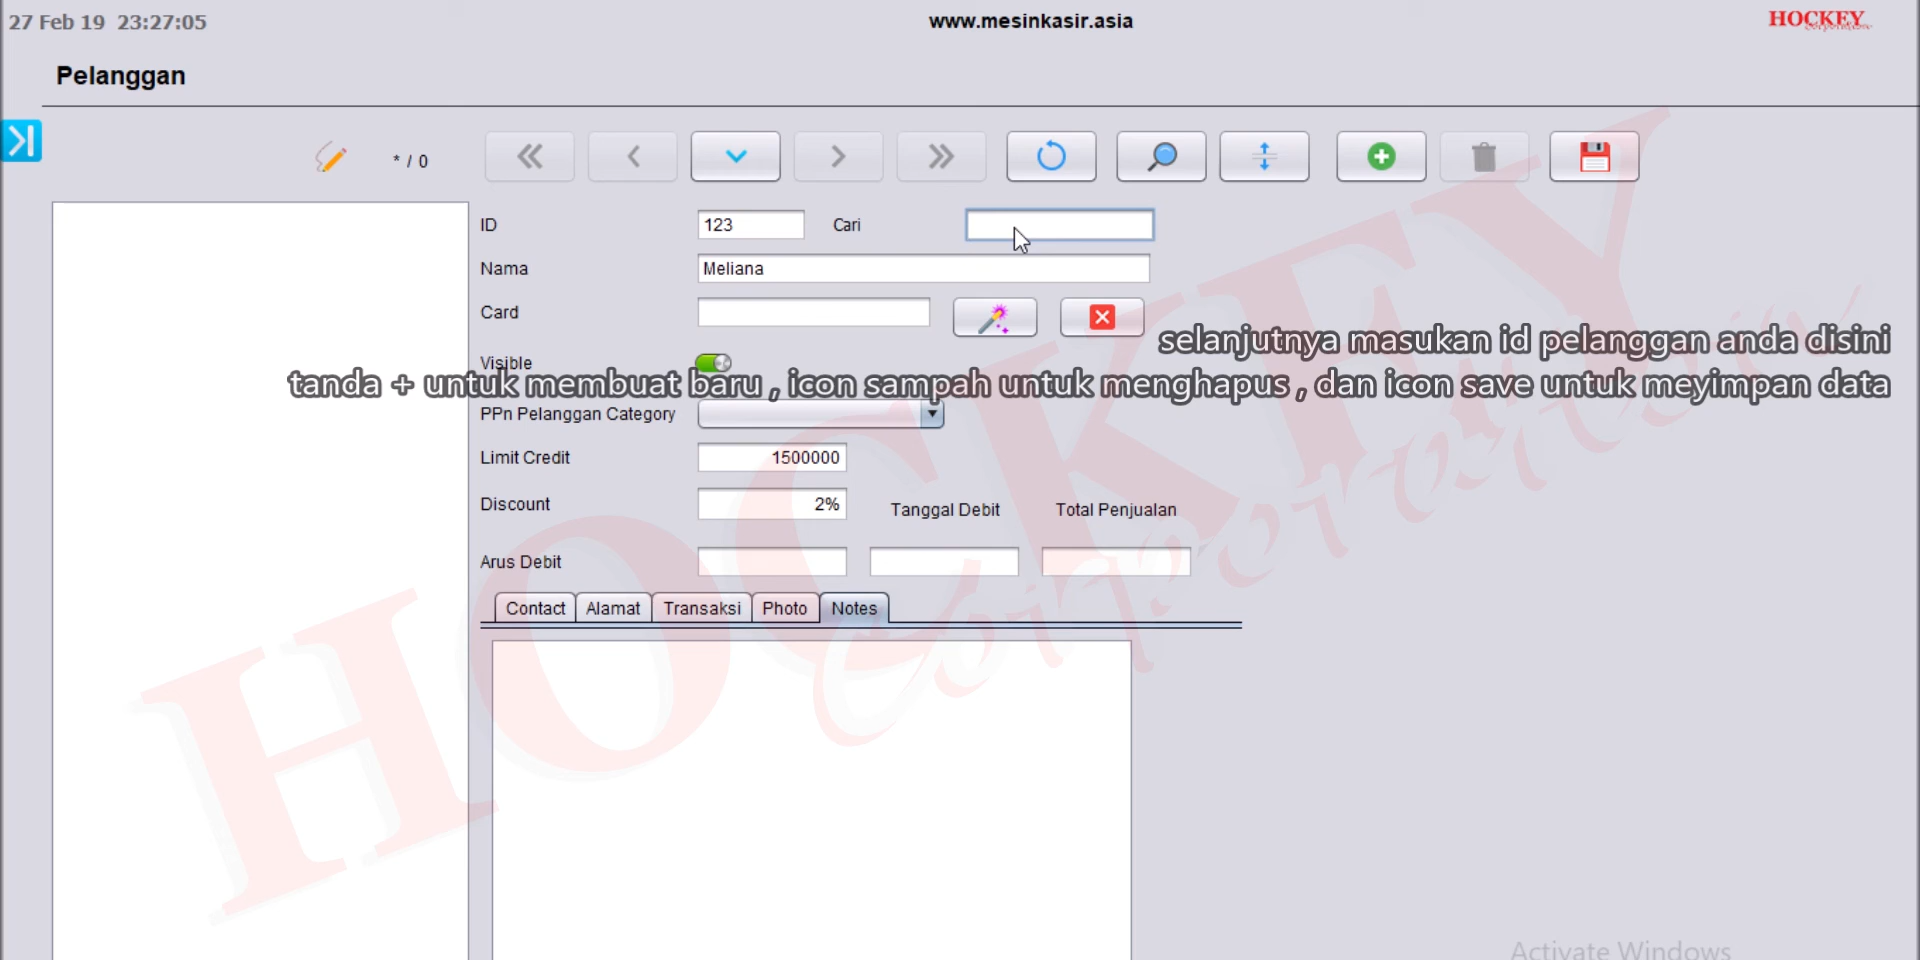 27 Feb 19 23:27:05
www.mesinkasir.asia
HOCKEY
Corporation
Pelanggan
* / 0
ID
123
Cari
Nama
Meliana
Card
selanjutnya masukan id pelanggan anda disini
Visible
tanda + untuk membuat baru , icon sampah untuk menghapus , dan icon save untuk meyimpan data
PPn Pelanggan Category
Limit Credit
1500000
Discount
2%
Tanggal Debit
Total Penjualan
Arus Debit
Contact
Alamat
Transaksi
Photo
Notes
HOCKEY
Corporation
Activate Windows